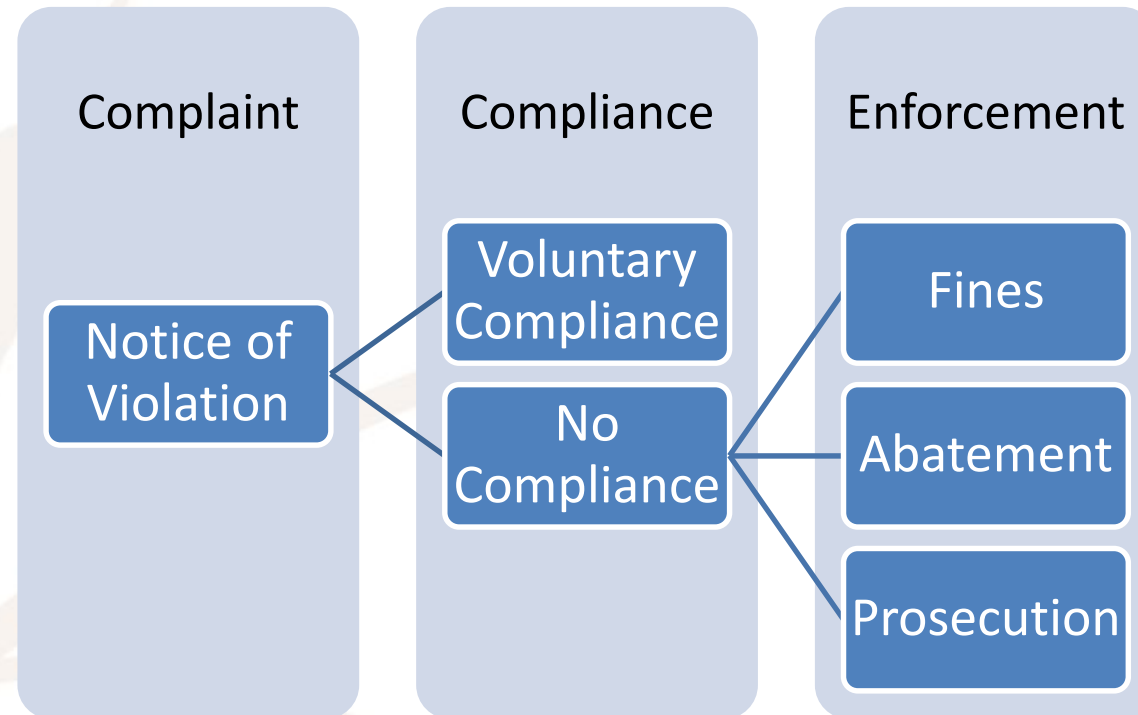 Complaint
Compliance
Enforcement
Notice of
Violation
Voluntary
Compliance
No
Compliance
Fines
Abatement
Prosecution